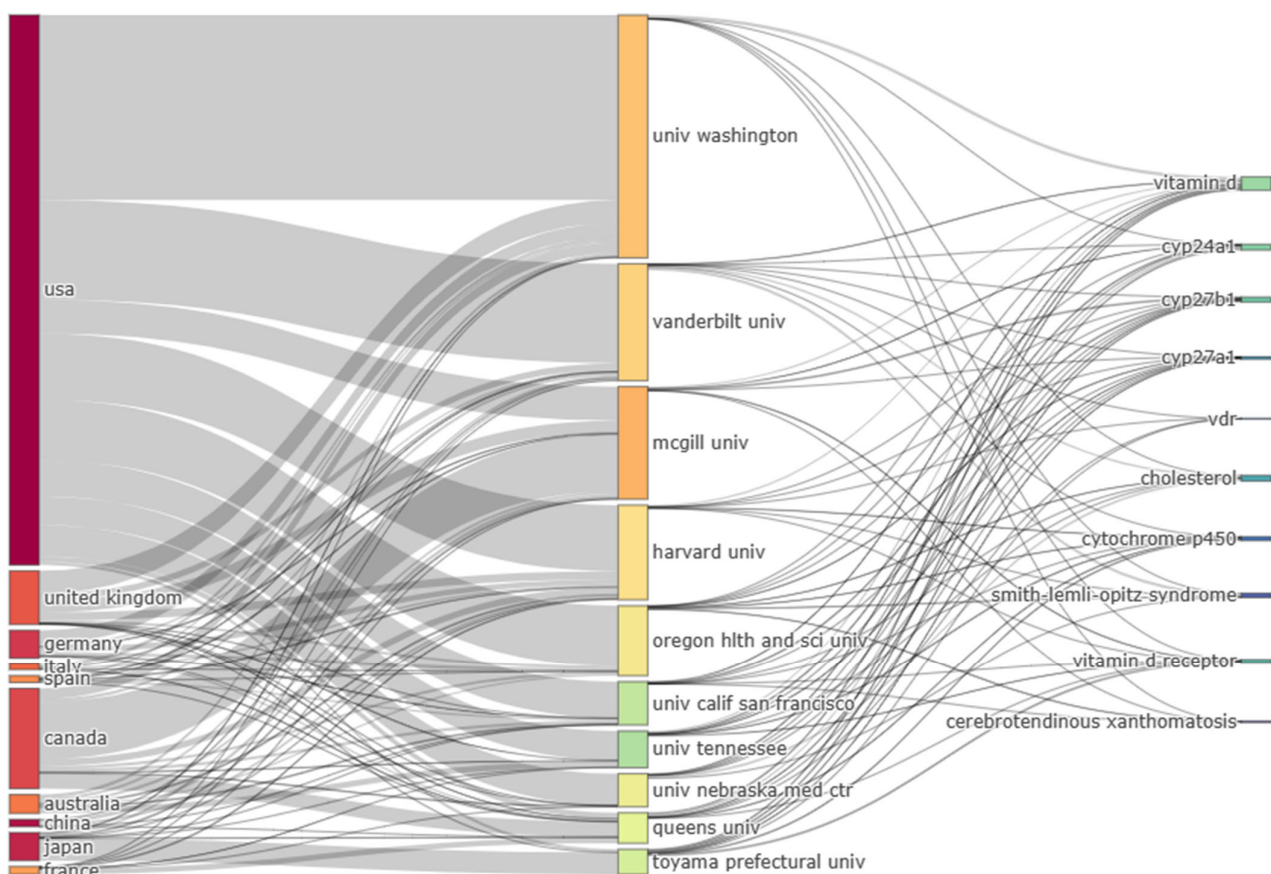 usa
united kingdom
germany
italy
spain
canada
australia
china
japan
france
univ washington
vanderbilt univ
mcgill univ
harvard univ
oregon hlth and sci univ
univ calif san francisco
univ tennessee
univ nebraska med ctr
queens univ
toyama prefectural univ
vitamin d
cyp24a1
cyp27b1
cyp27a1
vdr
cholesterol
cytochrome p450
smith-lemli-opitz syndrome
vitamin d receptor
cerebrotendinous xanthomatosis